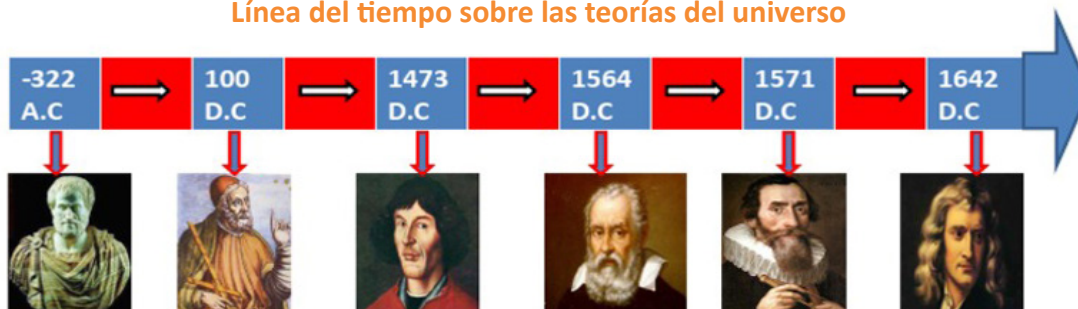 Línea del tiempo sobre las teorías del universo
-322
A.C
100
D.C
1473
D.C
1564
D.C
1571
D.C
1642
D.C